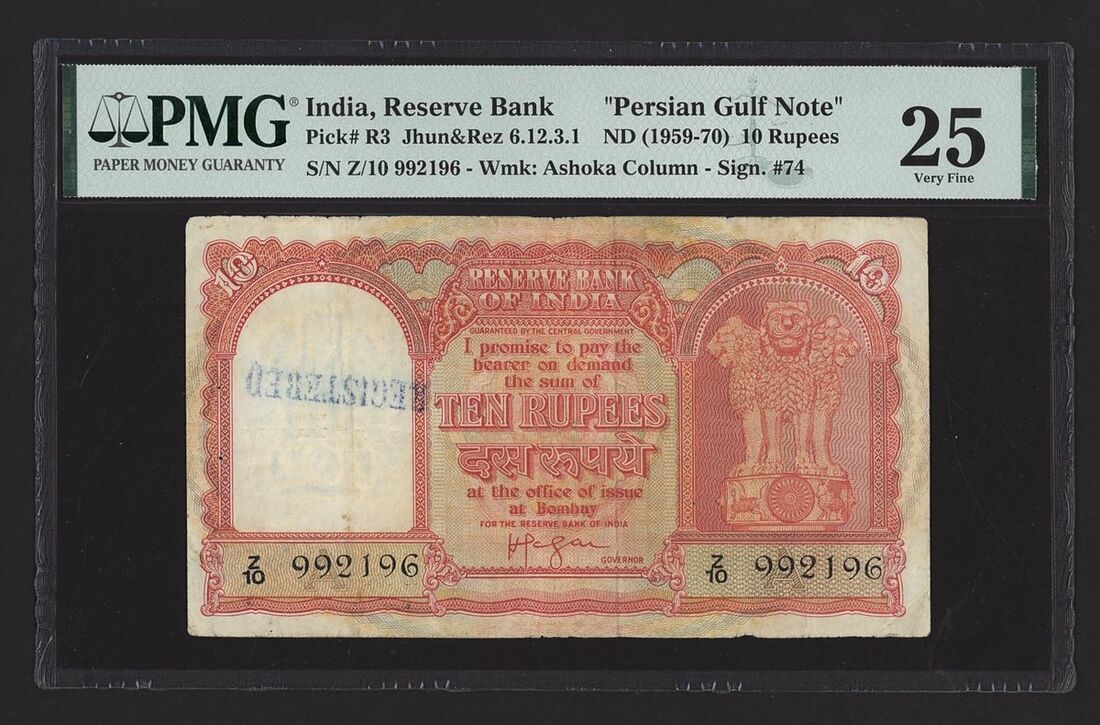 PMG®
PAPER MONEY GUARANTY
India, Reserve Bank "Persian Gulf Note"
Pick# R3 Jhun&Rez 6.12.3.1 ND (1959-70) 10 Rupees
S/N Z/10 992196 - Wmk: Ashoka Column - Sign. #74
25
Very Fine
10
10
RESERVE BANK
OF INDIA
GUARANTEED BY THE CENTRAL GOVERNMENT
I promise to pay the
bearer on demand
the sum of
TEN RUPEES
दस रुपये
at the office of issue
at Bombay
FOR THE RESERVE BANK OF INDIA
GOVERNOR
REGISTERED
Z/10 992196
Z/10 992196